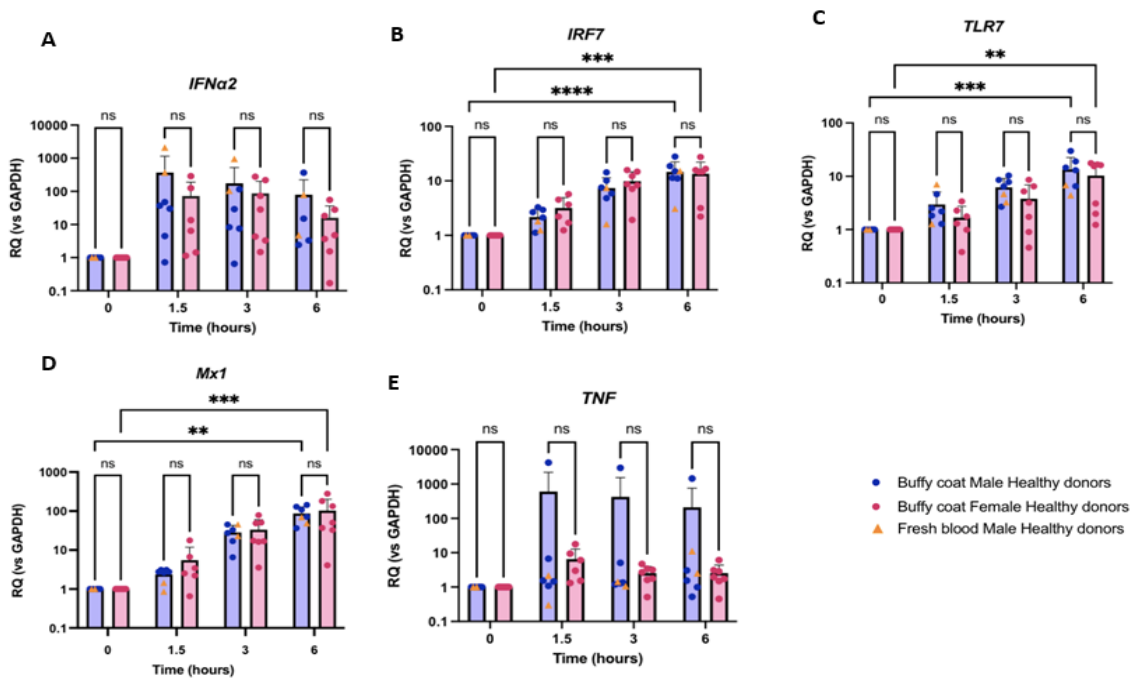 A
IFNα2
ns
ns
ns
ns
10000
1000
100
10
1
0.1
RQ (vs GAPDH)
0
1.5
3
6
Time (hours)
B
IRF7
***
****
ns
ns
ns
ns
100
10
1
0.1
RQ (vs GAPDH)
0
1.5
3
6
Time (hours)
C
TLR7
**
***
ns
ns
ns
ns
100
10
1
0.1
RQ (vs GAPDH)
0
1.5
3
6
Time (hours)
D
Mx1
***
**
ns
ns
ns
ns
1000
100
10
1
0.1
RQ (vs GAPDH)
0
1.5
3
6
Time (hours)
E
TNF
ns
ns
ns
ns
10000
1000
100
10
1
0.1
RQ (vs GAPDH)
0
1.5
3
6
Time (hours)
Buffy coat Male Healthy donors
Buffy coat Female Healthy donors
Fresh blood Male Healthy donors